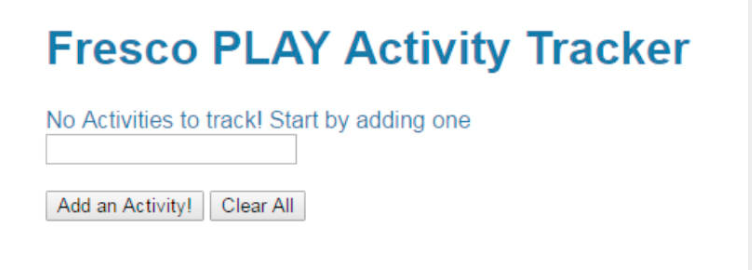 Fresco PLAY Activity Tracker
No Activities to track! Start by adding one
Add an Activity! Clear All